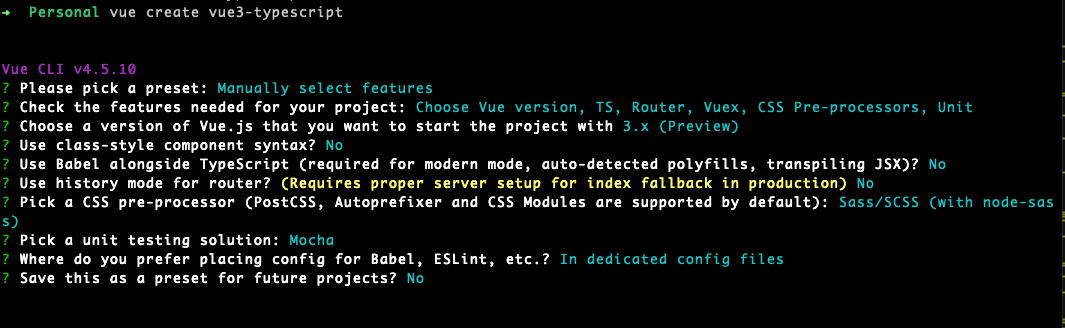 → Personal vue create vue3-typescript
Vue CLI v4.5.10
? Please pick a preset: Manually select features
? Check the features needed for your project: Choose Vue version, TS, Router, Vuex, CSS Pre-processors, Unit
? Choose a version of Vue.js that you want to start the project with 3.x (Preview)
? Use class-style component syntax? No
? Use Babel alongside TypeScript (required for modern mode, auto-detected polyfills, transpiling JSX)? No
? Use history mode for router? (Requires proper server setup for index fallback in production) No
? Pick a CSS pre-processor (PostCSS, Autoprefixer and CSS Modules are supported by default): Sass/SCSS (with node-sas
s)
? Pick a unit testing solution: Mocha
? Where do you prefer placing config for Babel, ESLint, etc.? In dedicated config files
? Save this as a preset for future projects? No